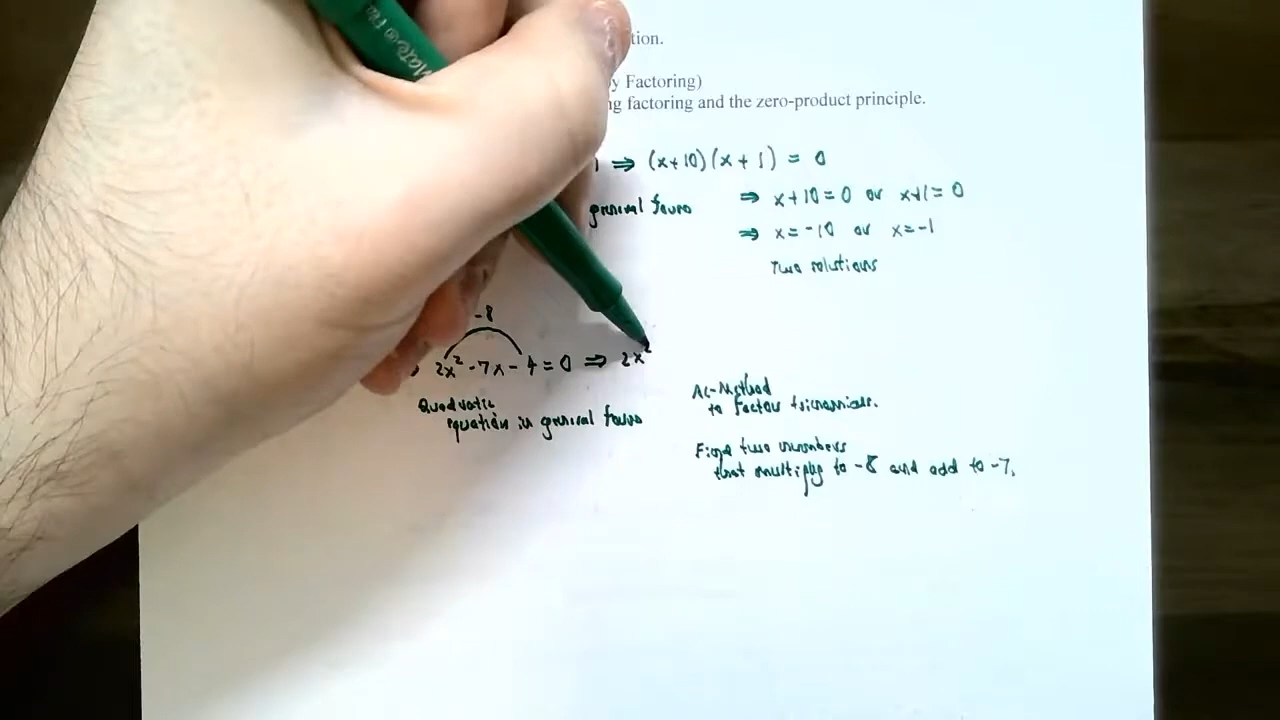 tion.
y Factoring)
ng factoring and the zero-product principle.
⇒ (x+10)(x+1) = 0
general form
⇒ x+10=0 or x+1=0
⇒ x=-10 or x=-1
Two solutions
-8
2x²-7x-4=0 ⇒ 2x²
Quadratic
equation in general form
AC-Method
to factor trinomials.
Find two numbers
that multiply to -8 and add to -7.